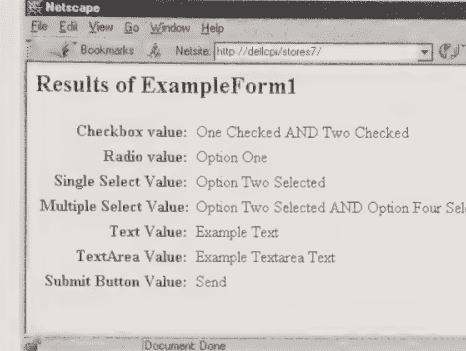 Netscape
File Edit View Go Window Help
Bookmarks Netsite: http://dellcpi/stores7/
Results of ExampleForm1
Checkbox value: One Checked AND Two Checked
Radio value: Option One
Single Select Value: Option Two Selected
Multiple Select Value: Option Two Selected AND Option Four Sele
Text Value: Example Text
TextArea Value: Example Textarea Text
Submit Button Value: Send
Document: Done